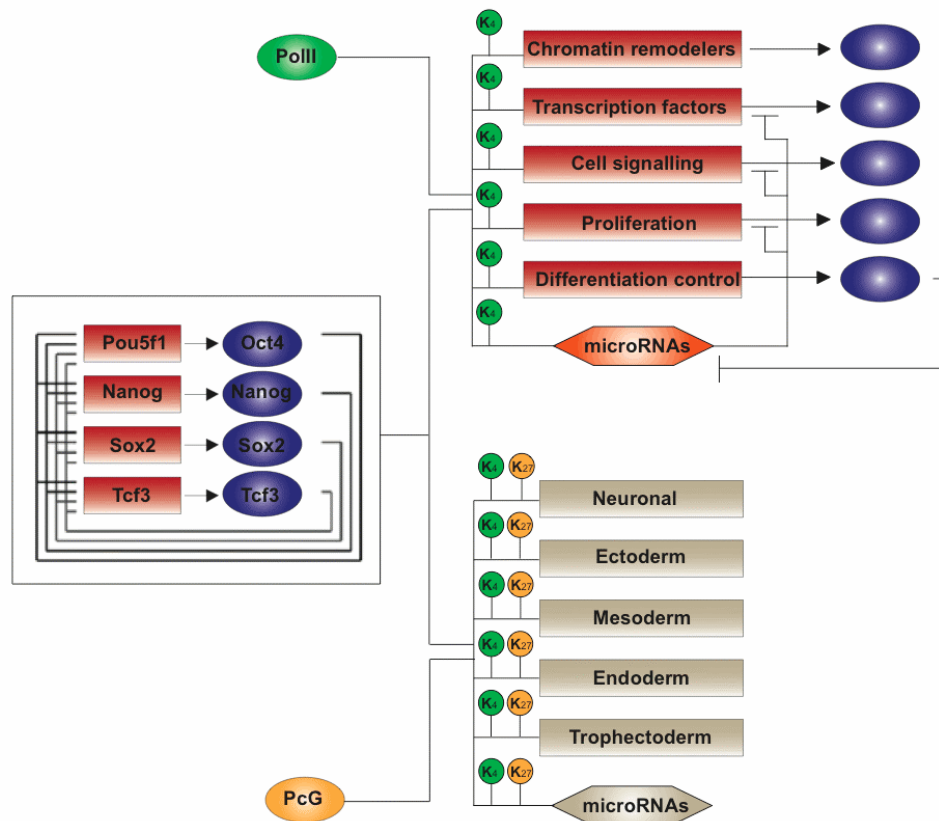 K4
PolII
Chromatin remodelers
K4
Transcription factors
K4
Cell signalling
K4
Proliferation
K4
Differentiation control
K4
microRNAs
Pou5f1 Oct4
Nanog Nanog
Sox2 Sox2
Tcf3 Tcf3
K4 K27
Neuronal
K4 K27
Ectoderm
K4 K27
Mesoderm
K4 K27
Endoderm
K4 K27
Trophectoderm
K4 K27
PcG
microRNAs